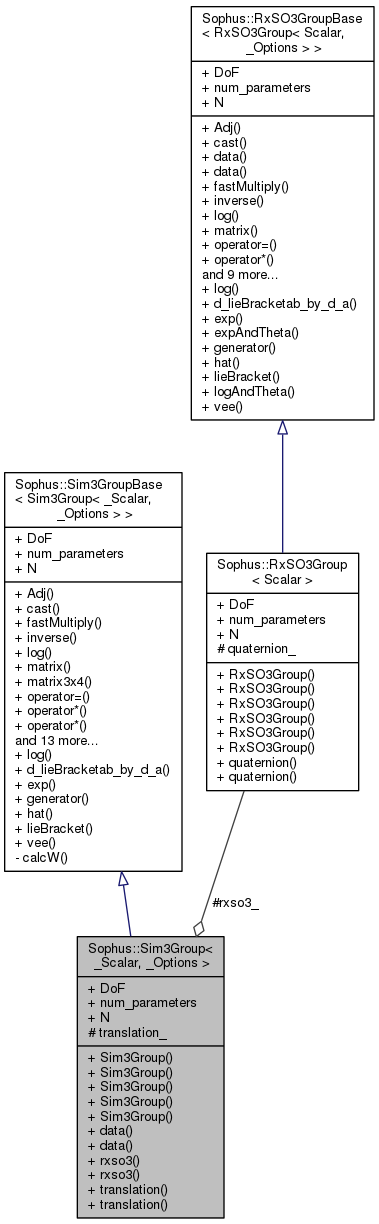 Sophus::RxSO3GroupBase
< RxSO3Group< Scalar,
_Options > >
+ DoF
+ num_parameters
+ N
+ Adj()
+ cast()
+ data()
+ data()
+ fastMultiply()
+ inverse()
+ log()
+ matrix()
+ operator=()
+ operator*()
and 9 more...
+ log()
+ d_lieBracketab_by_d_a()
+ exp()
+ expAndTheta()
+ generator()
+ hat()
+ lieBracket()
+ logAndTheta()
+ vee()
Sophus::Sim3GroupBase
< Sim3Group< _Scalar,
_Options > >
+ DoF
+ num_parameters
+ N
+ Adj()
+ cast()
+ fastMultiply()
+ inverse()
+ log()
+ matrix()
+ matrix3x4()
+ operator=()
+ operator*()
+ operator*()
and 13 more...
+ log()
+ d_lieBracketab_by_d_a()
+ exp()
+ generator()
+ hat()
+ lieBracket()
+ vee()
- calcW()
Sophus::RxSO3Group
< Scalar >
+ DoF
+ num_parameters
+ N
# quaternion_
+ RxSO3Group()
+ RxSO3Group()
+ RxSO3Group()
+ RxSO3Group()
+ RxSO3Group()
+ RxSO3Group()
+ quaternion()
+ quaternion()
#rxso3_
Sophus::Sim3Group<
_Scalar, _Options >
+ DoF
+ num_parameters
+ N
# translation_
+ Sim3Group()
+ Sim3Group()
+ Sim3Group()
+ Sim3Group()
+ Sim3Group()
+ data()
+ data()
+ rxso3()
+ rxso3()
+ translation()
+ translation()